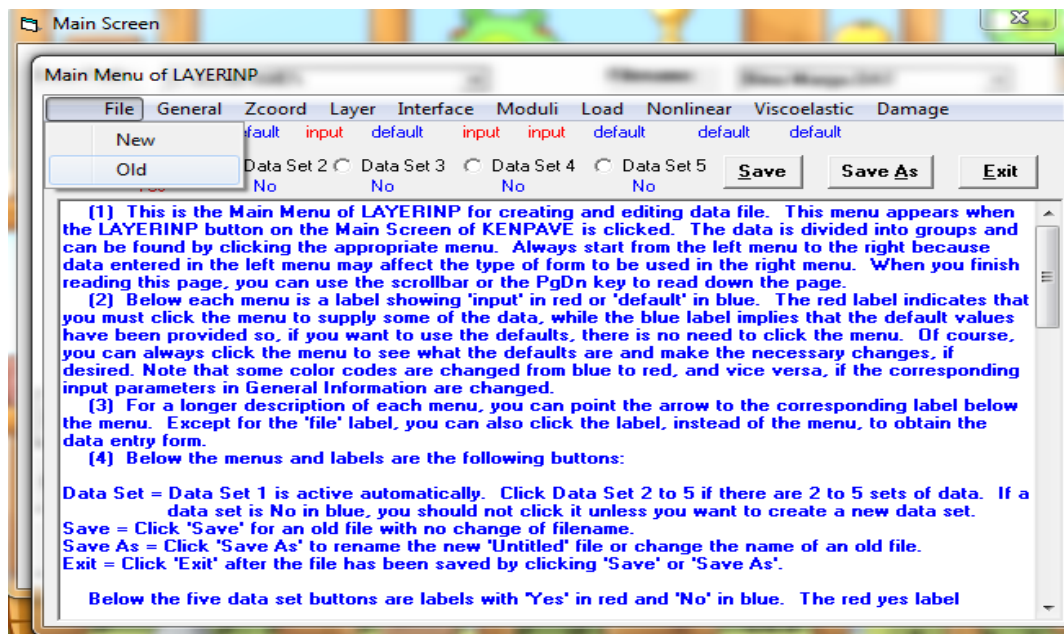 Main Screen
Main Menu of LAYERINP
File General Zcoord Layer Interface Moduli Load Nonlinear Viscoelastic Damage
New
Old
input default input input default default default
Data Set 2 Data Set 3 Data Set 4 Data Set 5 Save Save As Exit
No No No No
(1) This is the Main Menu of LAYERINP for creating and editing data file. This menu appears when
the LAYERINP button on the Main Screen of KENPAVE is clicked. The data is divided into groups and
can be found by clicking the appropriate menu. Always start from the left menu to the right because
data entered in the left menu may affect the type of form to be used in the right menu. When you finish
reading this page, you can use the scrollbar or the PgDn key to read down the page.
(2) Below each menu is a label showing 'input' in red or 'default' in blue. The red label indicates that
you must click the menu to supply some of the data, while the blue label implies that the default values
have been provided so, if you want to use the defaults, there is no need to click the menu. Of course,
you can always click the menu to see what the defaults are and make the necessary changes, if
desired. Note that some color codes are changed from blue to red, and vice versa, if the corresponding
input parameters in General Information are changed.
(3) For a longer description of each menu, you can point the arrow to the corresponding label below
the menu. Except for the 'file' label, you can also click the label, instead of the menu, to obtain the
data entry form.
(4) Below the menus and labels are the following buttons:
Data Set = Data Set 1 is active automatically. Click Data Set 2 to 5 if there are 2 to 5 sets of data. If a
data set is No in blue, you should not click it unless you want to create a new data set.
Save = Click 'Save' for an old file with no change of filename.
Save As = Click 'Save As' to rename the new 'Untitled' file or change the name of an old file.
Exit = Click 'Exit' after the file has been saved by clicking 'Save' or 'Save As'.
Below the five data set buttons are labels with 'Yes' in red and 'No' in blue. The red yes label